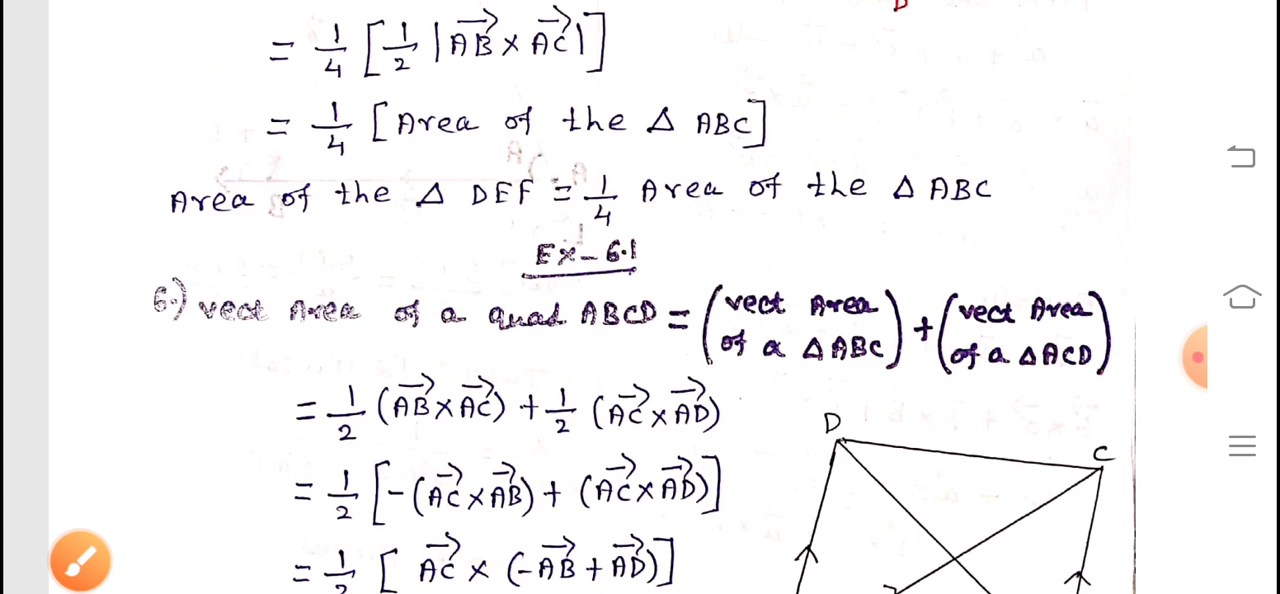 = 1/4 [1/2 |AB⃗ × AC⃗|]
= 1/4 [Area of the Δ ABC]
Area of the Δ DEF = 1/4 Area of the Δ ABC
Ex - 6.1
6.) vect Area of a quad ABCD = (vect Area of a ΔABC) + (vect Area of a ΔACD)
= 1/2 (AB⃗ × AC⃗) + 1/2 (AC⃗ × AD⃗)
= 1/2 [-(AC⃗ × AB⃗) + (AC⃗ × AD⃗)]
= 1/2 [AC⃗ × (-AB⃗ + AD⃗)]
D
C